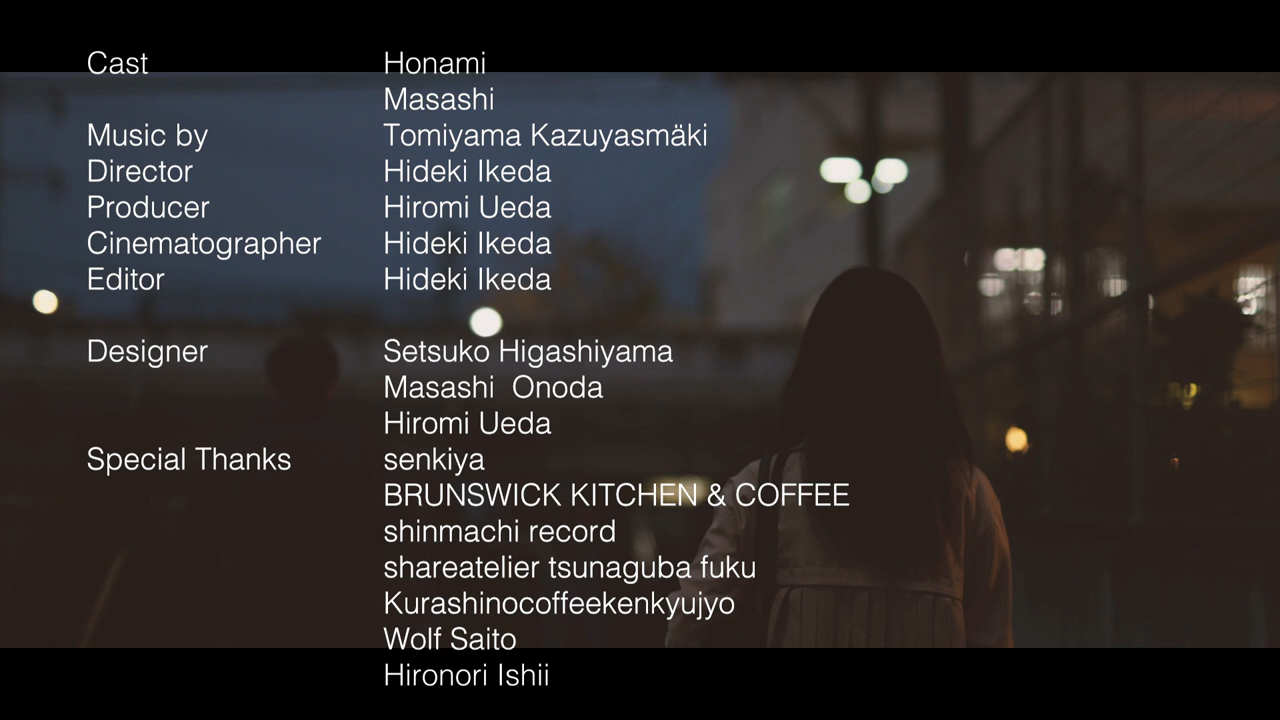 Cast Honami
Masashi
Music by Tomiyama Kazuyasmäki
Director Hideki Ikeda
Producer Hiromi Ueda
Cinematographer Hideki Ikeda
Editor Hideki Ikeda
Designer Setsuko Higashiyama
Masashi Onoda
Hiromi Ueda
Special Thanks senkiya
BRUNSWICK KITCHEN & COFFEE
shinmachi record
shareatelier tsunaguba fuku
Kurashinocoffeekenkyujyo
Wolf Saito
Hironori Ishii